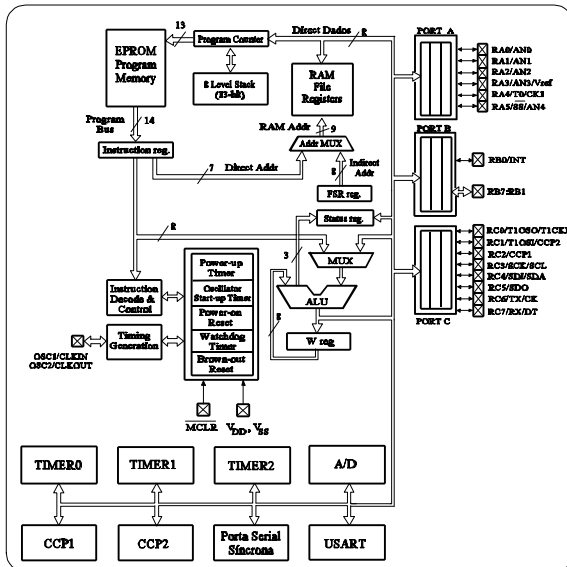 EPROM
Program
Memory
13
Program Counter
8 Level Stack
(13-bit)
Direct Dados
8
RAM
File
Registers
Program
Bus
14
Instruction reg.
RAM Addr
9
Addr MUX
7
Direct Addr
8
Indirect
Addr
FSR reg.
Status reg.
8
3
MUX
ALU
8
W reg
Instruction
Decode &
Control
Timing
Generation
OSC1/CLKIN
OSC2/CLKOUT
Power-up
Timer
Oscillator
Start-up Timer
Power-on
Reset
Watchdog
Timer
Brown-out
Reset
MCLR
VDD, VSS
PORT A
RA0/AN0
RA1/AN1
RA2/AN2
RA3/AN3/Vref
RA4/T0/CK1
RA5/SS/AN4
PORT B
RB0/INT
RB7:RB1
RC0/T1OSO/T1CKI
RC1/T1OSI/CCP2
RC2/CCP1
RC3/SCK/SCL
RC4/SDI/SDA
RC5/SDO
RC6/TX/CK
RC7/RX/DT
PORT C
TIMER0
TIMER1
TIMER2
A/D
CCP1
CCP2
Porta Serial
Síncrona
USART